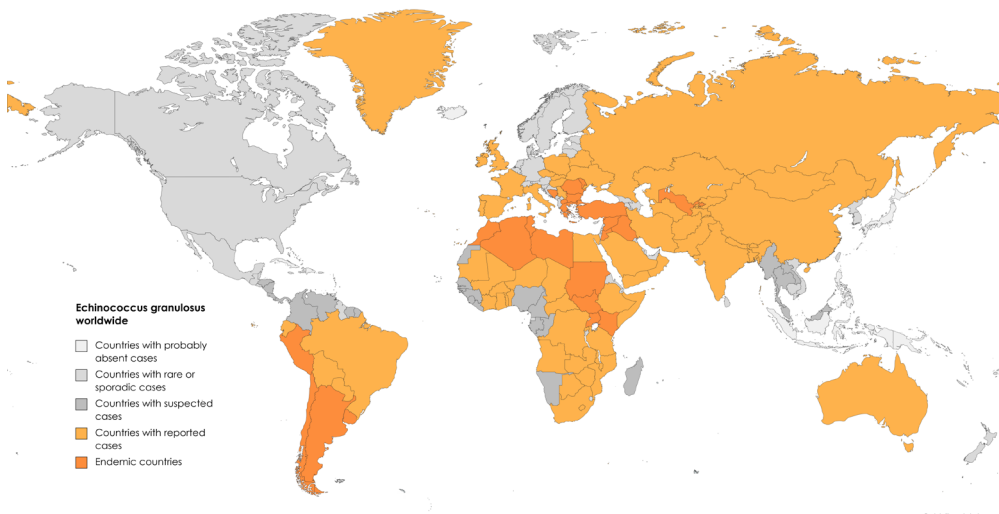 Echinococcus granulosus
worldwide
Countries with probably
absent cases
Countries with rare or
sporadic cases
Countries with suspected
cases
Countries with reported
cases
Endemic countries